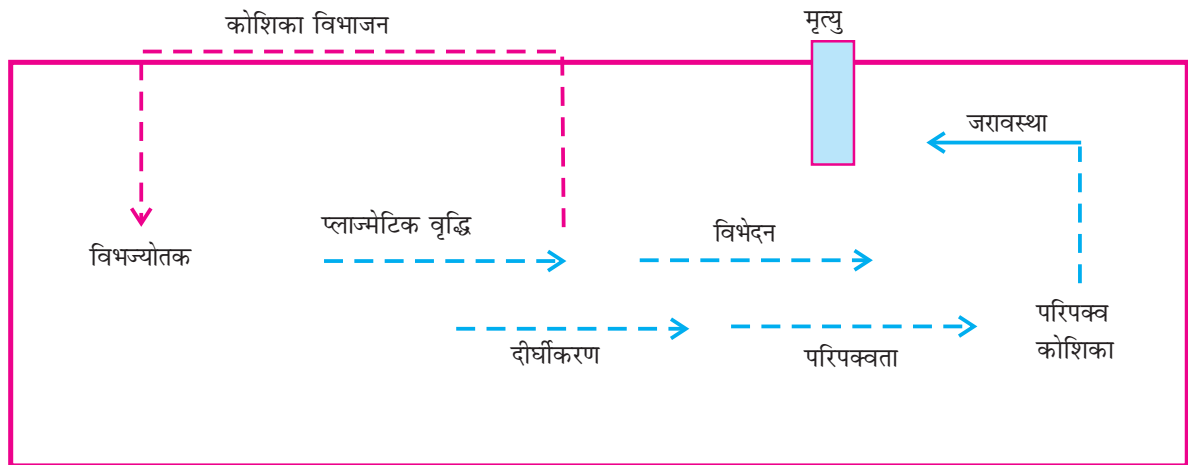 कोशिका विभाजन
मृत्यु
जरावस्था
प्लाज्मेटिक वृद्धि
विभेदन
विभज्योतक
दीर्घीकरण
परिपक्वता
परिपक्व
कोशिका